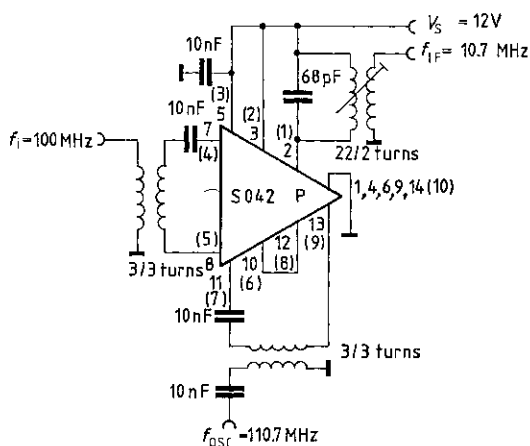 10nF
(3)
5
(2)
3
V_S = 12V
f_IF = 10.7 MHz
68pF
10nF
7
(4)
(1)
2
22/2 turns
f_i=100 MHz
S042 P
1,4,6,9,14(10)
(5)
8
3/3 turns
13
(9)
12
(8)
10
(6)
11
(7)
10nF
3/3 turns
10nF
f_OSC=110.7 MHz